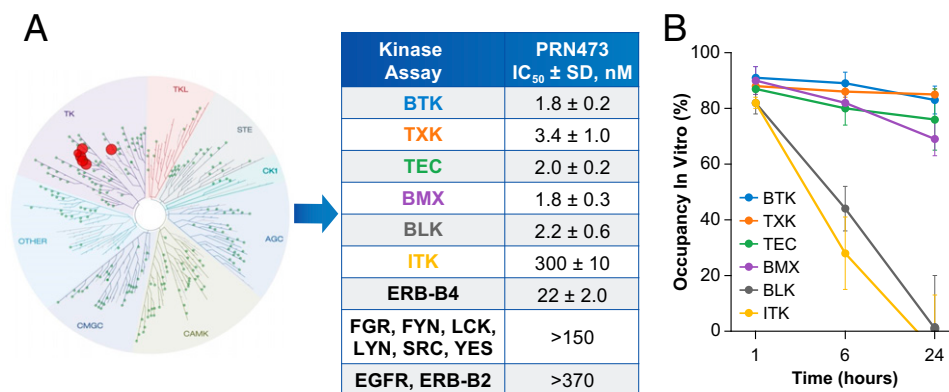 A
TK
TKL
STE
CK1
AGC
CAMK
CMGC
OTHER
Kinase Assay PRN473 IC50 ± SD, nM
BTK 1.8 ± 0.2
TXK 3.4 ± 1.0
TEC 2.0 ± 0.2
BMX 1.8 ± 0.3
BLK 2.2 ± 0.6
ITK 300 ± 10
ERB-B4 22 ± 2.0
FGR, FYN, LCK,
LYN, SRC, YES >150
EGFR, ERB-B2 >370
B
Occupancy In Vitro (%)
100
80
60
40
20
0
BTK
TXK
TEC
BMX
BLK
ITK
1 6 24
Time (hours)